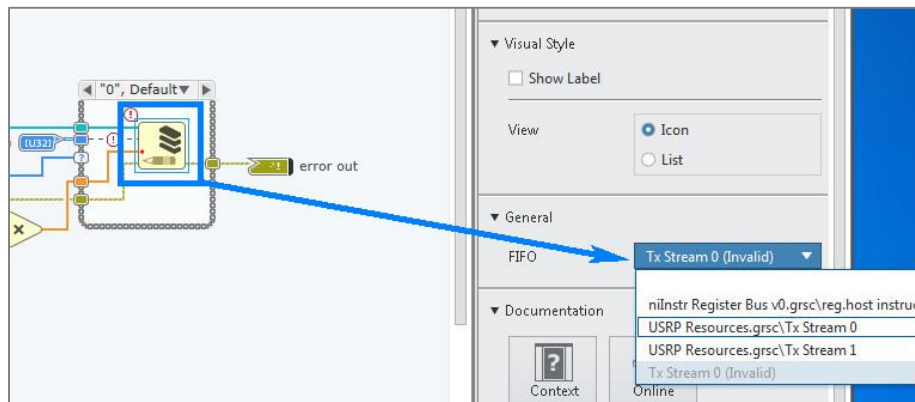 Visual Style
Show Label
"0", Default
View
Icon
List
[U32]
error out
General
FIFO
Tx Stream 0 (Invalid)
niInstr Register Bus v0.grsc\reg.host instruc
USRP Resources.grsc\Tx Stream 0
USRP Resources.grsc\Tx Stream 1
Tx Stream 0 (Invalid)
Documentation
Context
Online